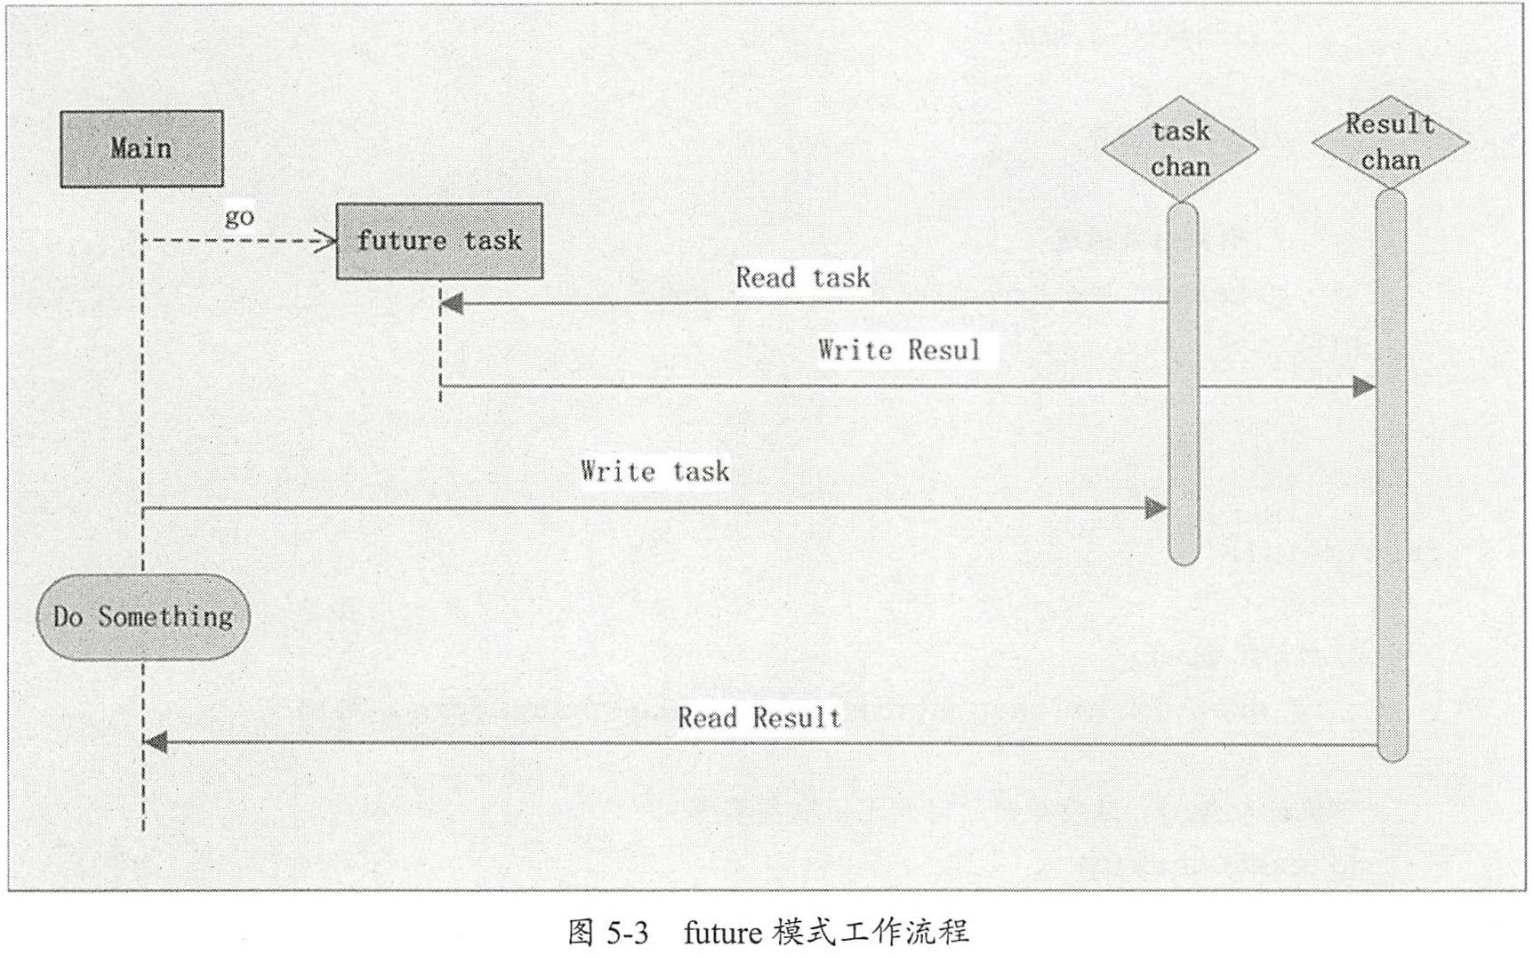 Main
task
chan
Result
chan
go
future task
Read task
Write Resul
Write task
Do Something
Read Result
图 5-3 future 模式工作流程